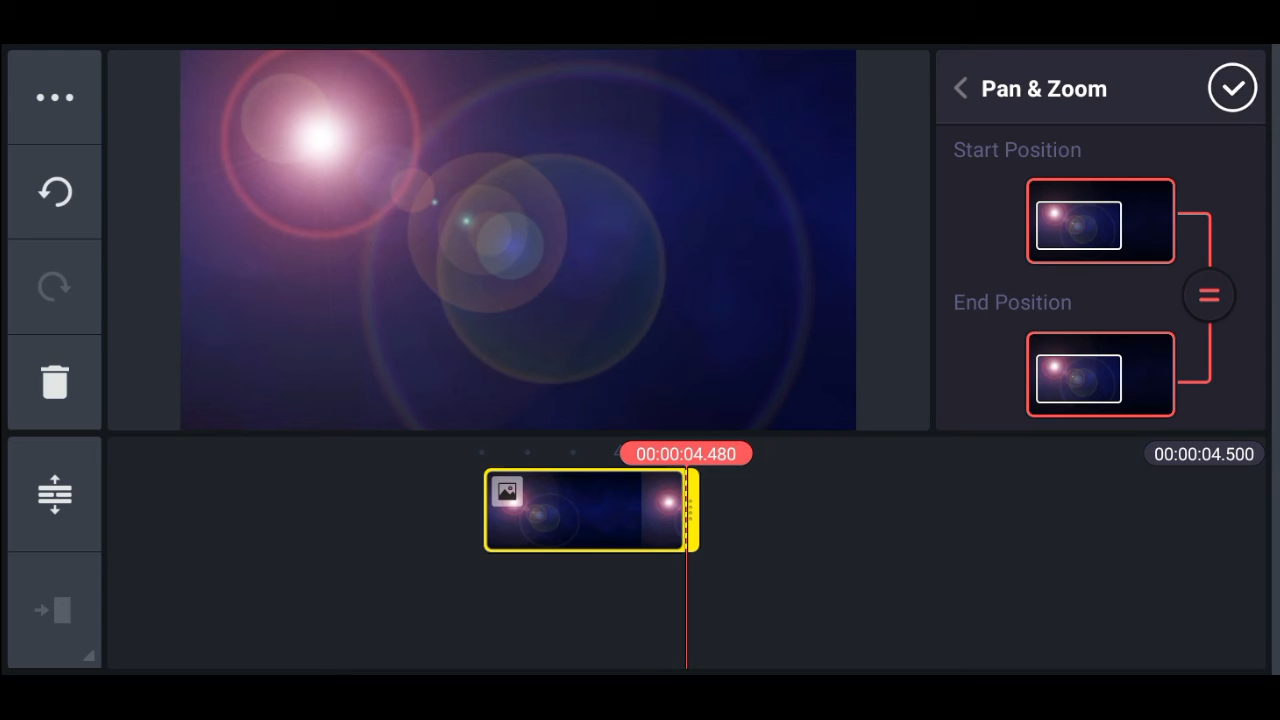 Pan & Zoom
Start Position
End Position
00:00:04.480
00:00:04.500